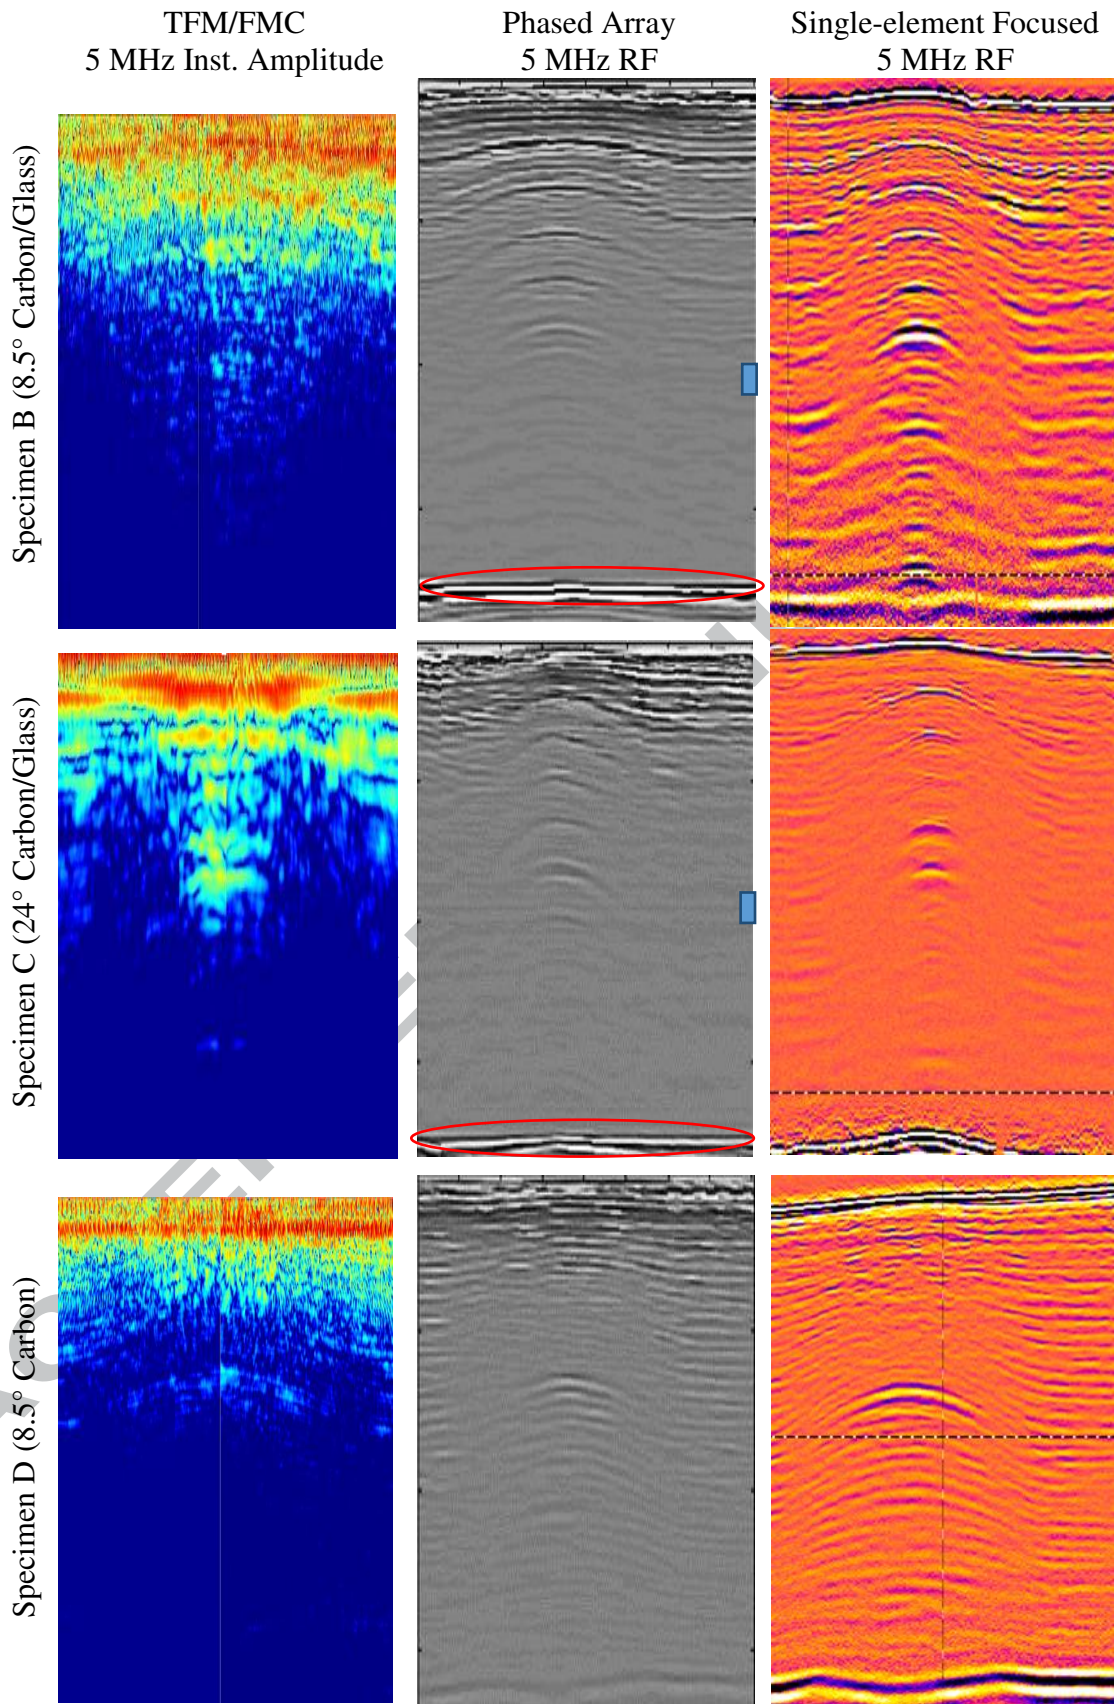 TFM/FMC
5 MHz Inst. Amplitude
Phased Array
5 MHz RF
Single-element Focused
5 MHz RF
Specimen B (8.5° Carbon/Glass)
Specimen C (24° Carbon/Glass)
Specimen D (8.5° Carbon)